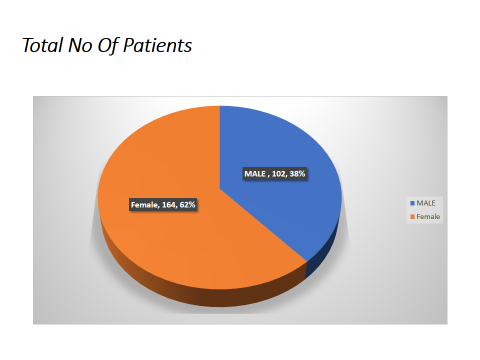 Total No Of Patients
MALE , 102, 38%
Female, 164, 62%
MALE
Female